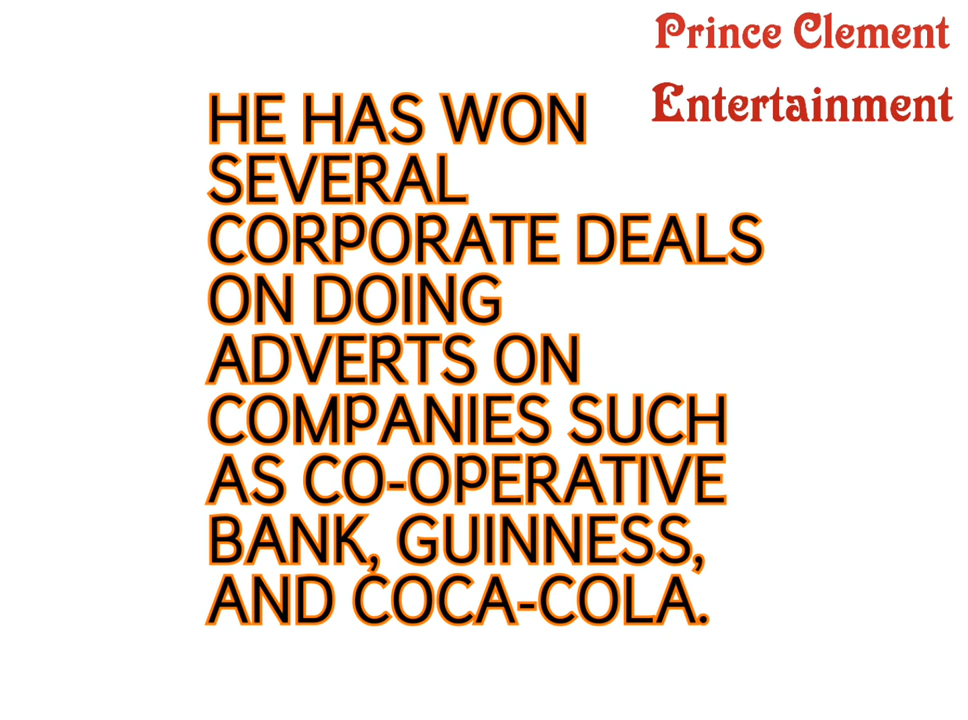 Prince Clement
Entertainment
HE HAS WON
SEVERAL
CORPORATE DEALS
ON DOING
ADVERTS ON
COMPANIES SUCH
AS CO-OPERATIVE
BANK, GUINNESS,
AND COCA-COLA.